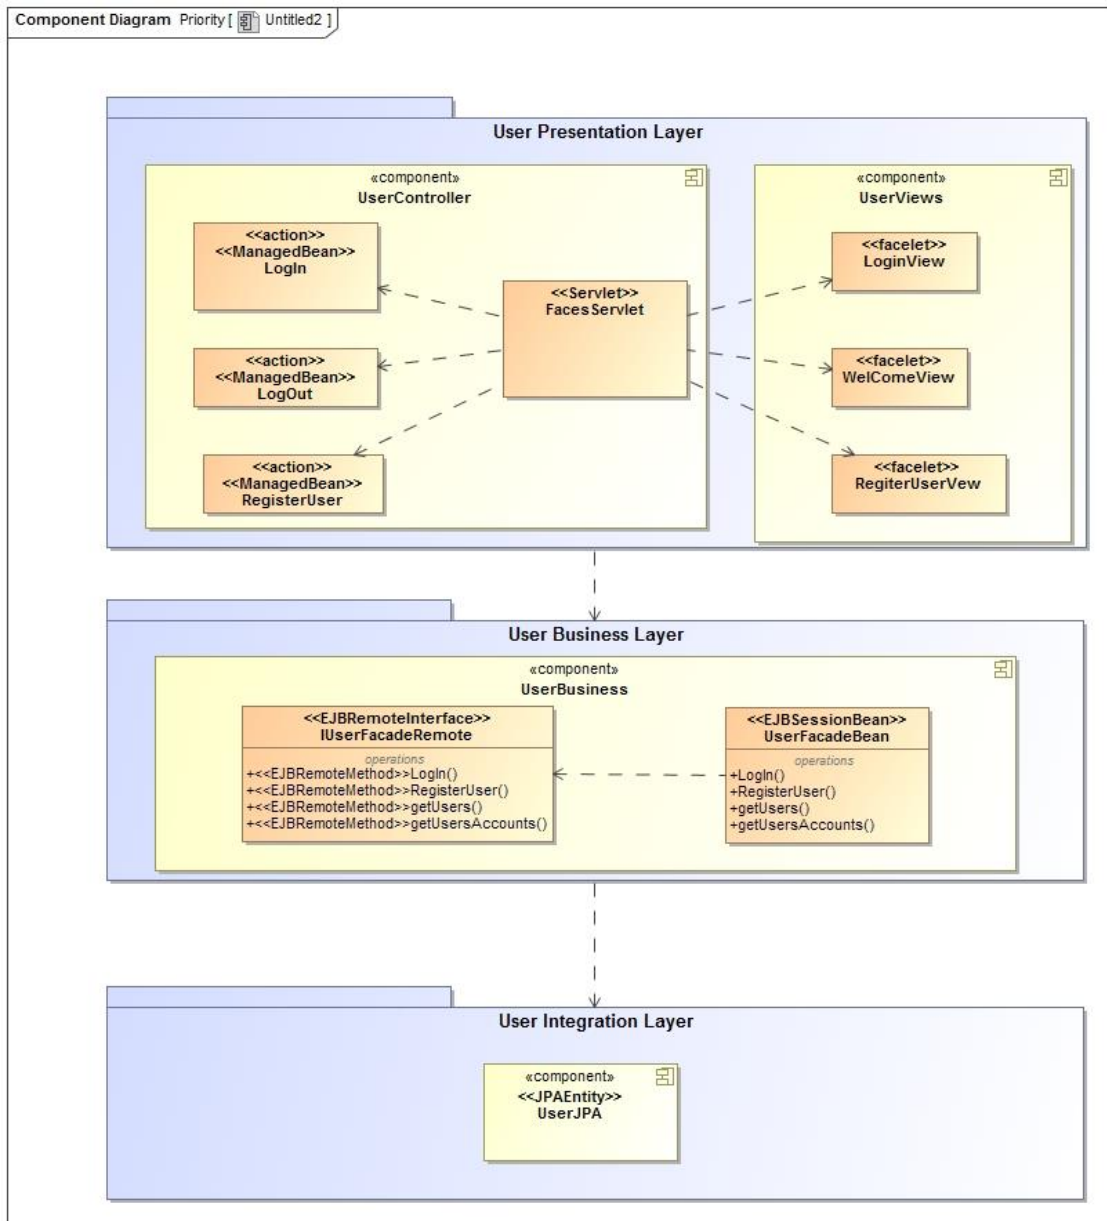 Component Diagram Priority [ Untitled2 ]
User Presentation Layer
«component»
UserController
<<action>>
<<ManagedBean>>
LogIn
<<Servlet>>
FacesServlet
<<action>>
<<ManagedBean>>
LogOut
<<action>>
<<ManagedBean>>
RegisterUser
«component»
UserViews
<<facelet>>
LoginView
<<facelet>>
WelComeView
<<facelet>>
RegiterUserVew
User Business Layer
«component»
UserBusiness
<<EJBRemoteInterface>>
IUserFacadeRemote
operations
+<<EJBRemoteMethod>>LogIn()
+<<EJBRemoteMethod>>RegisterUser()
+<<EJBRemoteMethod>>getUsers()
+<<EJBRemoteMethod>>getUsersAccounts()
<<EJBSessionBean>>
UserFacadeBean
operations
+LogIn()
+RegisterUser()
+getUsers()
+getUsersAccounts()
User Integration Layer
«component»
<<JPAEntity>>
UserJPA